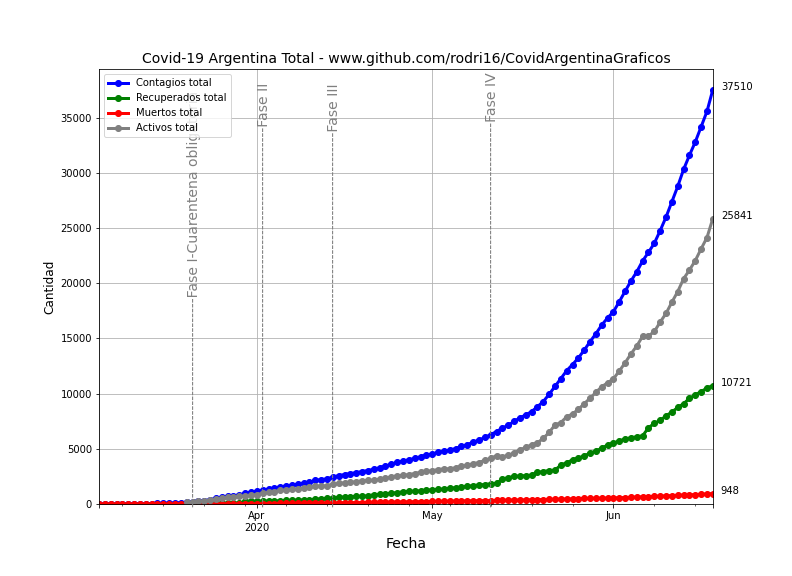 Covid-19 Argentina Total - www.github.com/rodri16/CovidArgentinaGraficos
Contagios total
Recuperados total
Muertos total
Activos total
Fase I-Cuarentena
Fase II
Fase III
Fase IV
37510
25841
10721
948
Cantidad
35000
30000
25000
20000
15000
10000
5000
0
Apr
2020
May
Jun
Fecha